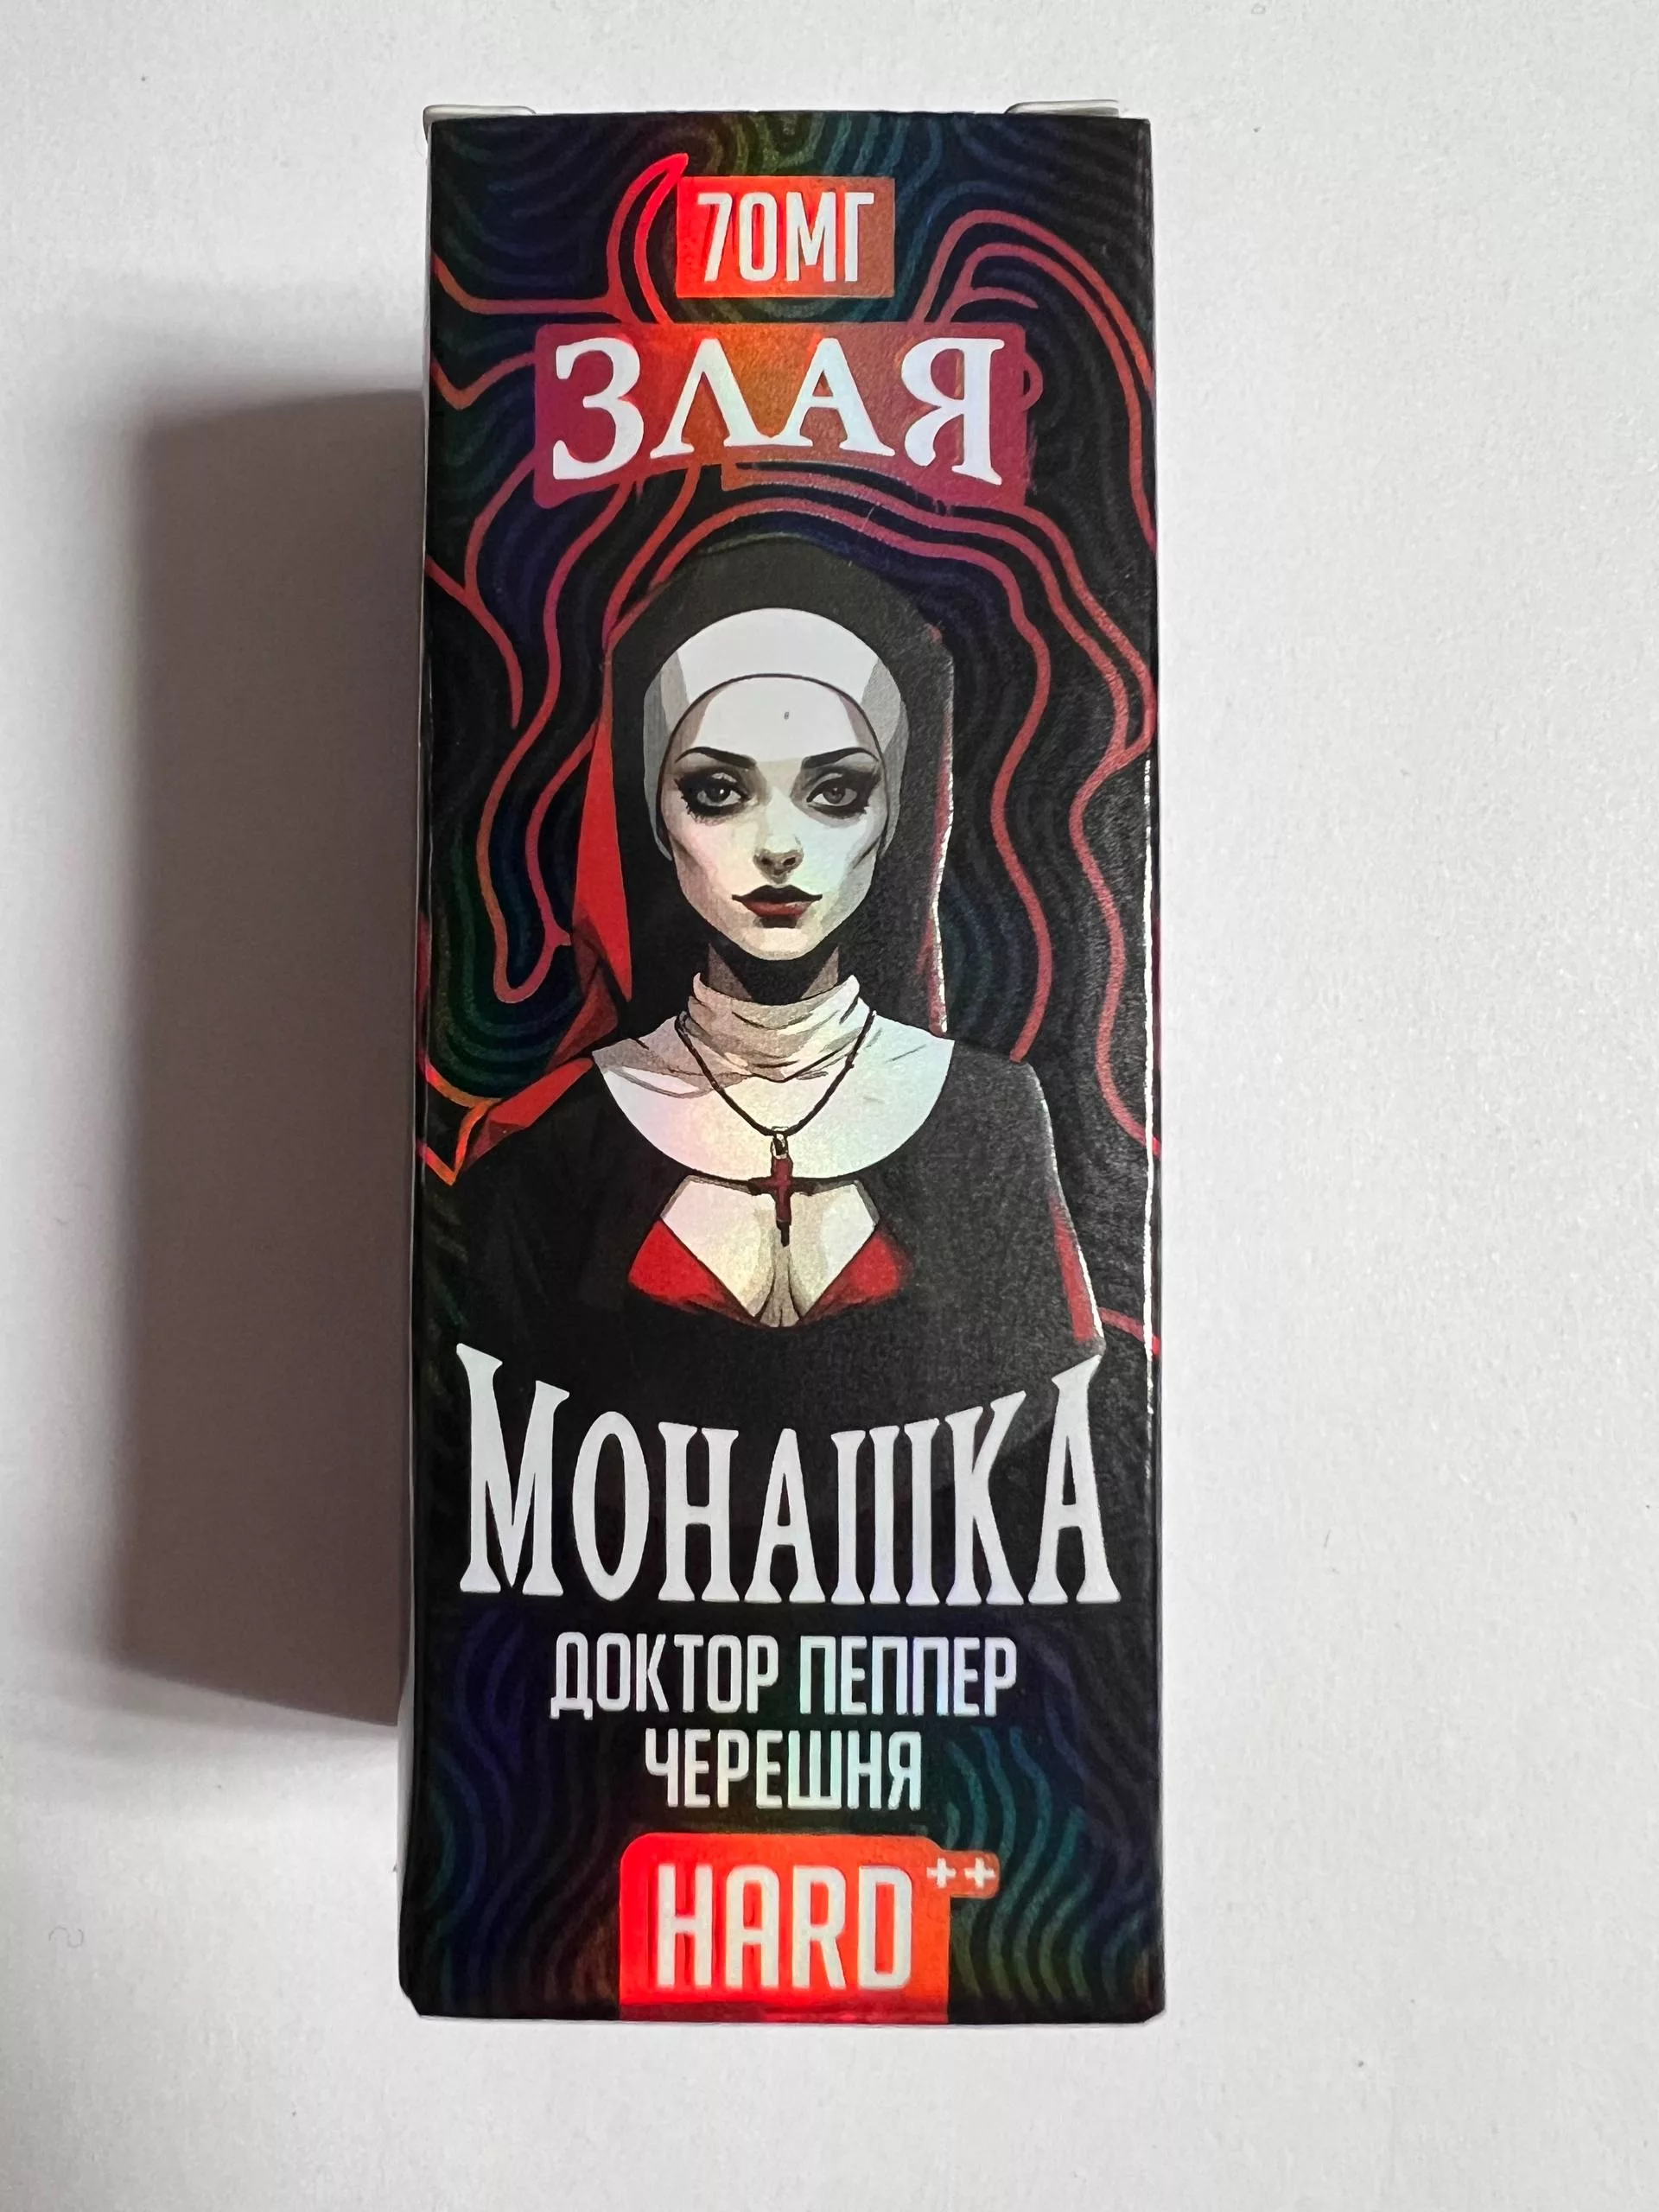 70МГ
ЗЛАЯ
МОНАШКА
ДОКТОР ПЕППЕР
ЧЕРЕШНЯ
HARD++